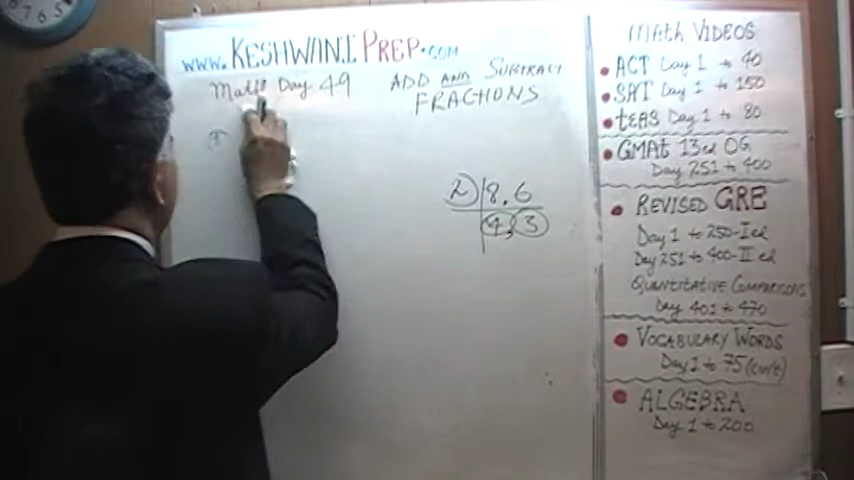 www.KESHWANIPREP.com
Math Day 49
ADD AND SUBTRACT
FRACTIONS
2 8, 6
4, 3
MATH VIDEOS
ACT Day 1 to 40
SAT Day 1 to 150
TEAS Day 1 to 80
GMAT 13ed OG
Day 251 to 400
REVISED GRE
Day 1 to 250-Ied
Day 251 to 400-IIed
QUANTITATIVE COMPARISONS
Day 401 to 470
VOCABULARY WORDS
Day 1 to 75 (con't)
ALGEBRA
Day 1 to 200